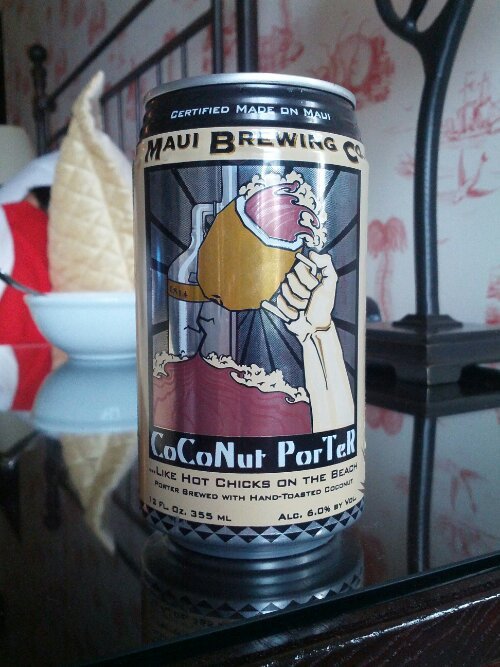 CERTIFIED MADE ON MAUI
MAUI BREWING CO.
CoCoNut PorTeR
...LIKE HOT CHICKS ON THE BEACH
PORTER BREWED WITH HAND-TOASTED COCONUT
12 FL. OZ. 355 ML ALC. 6.0% BY VOL.